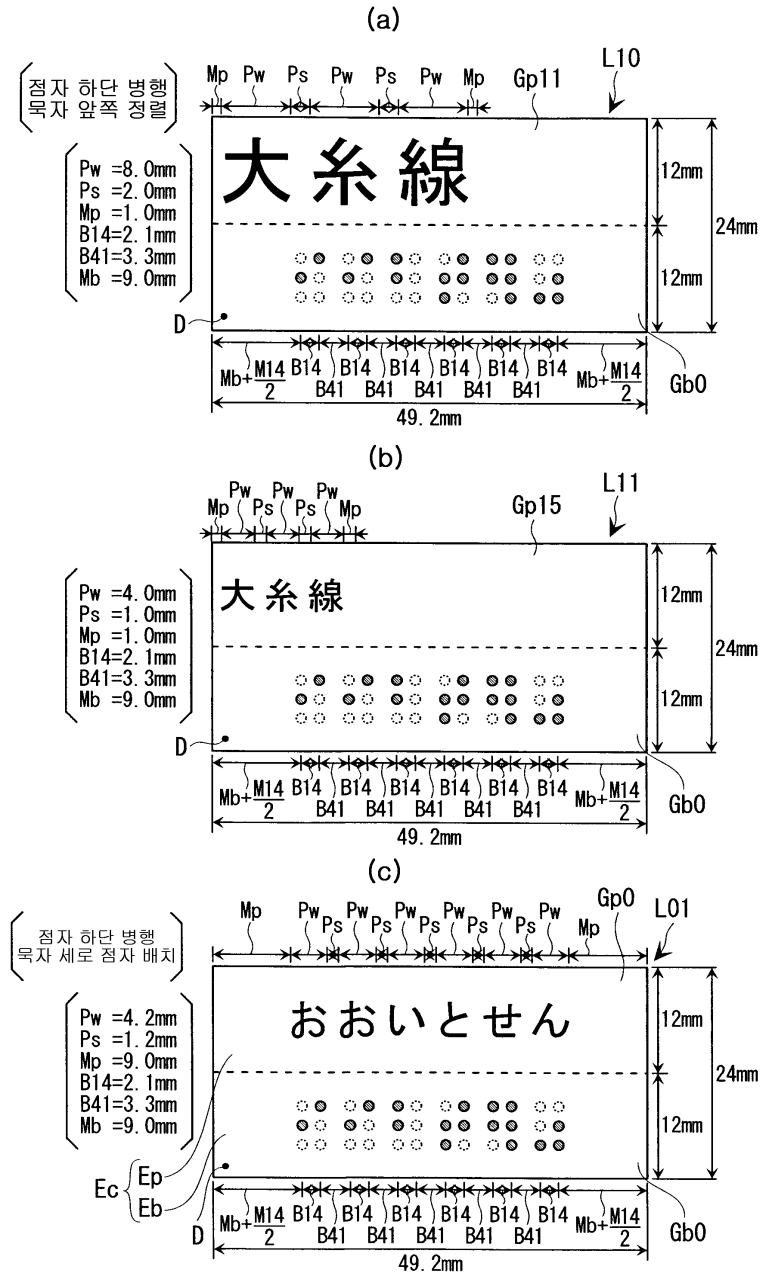 (a)
점자 하단 병행
묵자 앞쪽 정렬
Mp Pw Ps Pw Ps Pw Mp
Gp11
L10
Pw =8.0mm
Ps =2.0mm
Mp =1.0mm
B14=2.1mm
B41=3.3mm
Mb =9.0mm
大糸線
12mm
24mm
12mm
D
B14 B14 B14 B14 B14 B14
Mb+M14/2 B41 B41 B41 B41 B41 Mb+M14/2
Gb0
49.2mm
(b)
Mp Pw Ps Pw Ps Pw Mp
Gp15
L11
Pw =4.0mm
Ps =1.0mm
Mp =1.0mm
B14=2.1mm
B41=3.3mm
Mb =9.0mm
大糸線
12mm
24mm
12mm
D
B14 B14 B14 B14 B14 B14
Mb+M14/2 B41 B41 B41 B41 B41 Mb+M14/2
Gb0
49.2mm
(c)
점자 하단 병행
묵자 세로 점자 배치
Mp Pw Ps Pw Ps Pw Ps Pw Ps Pw Ps Pw Mp
Gp0
L01
Pw =4.2mm
Ps =1.2mm
Mp =9.0mm
B14=2.1mm
B41=3.3mm
Mb =9.0mm
おおいとせん
12mm
24mm
12mm
Ec
Ep
Eb
D
B14 B14 B14 B14 B14 B14
Mb+M14/2 B41 B41 B41 B41 B41 Mb+M14/2
Gb0
49.2mm